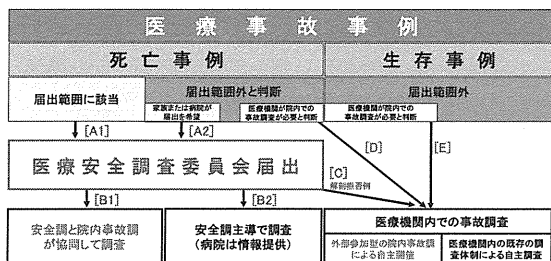 医療事故事例
死亡事例
生存事例
届出範囲に該当
届出範囲外と判断
届出範囲外
家族または病院が
届出を希望
医療機関が院内での
事故調査が必要と判断
医療機関が院内での
事故調査が必要と判断
[A1]
[A2]
[D]
[E]
医療安全調査委員会届出
[C]
解剖拒否例
[B1]
[B2]
安全調と院内事故調
が協同して調査
安全調主導で調査
(病院は情報提供)
医療機関内での事故調査
外部参加型の院内事故調
による自主調査
医療機関内の既存の調
査体制による自主調査